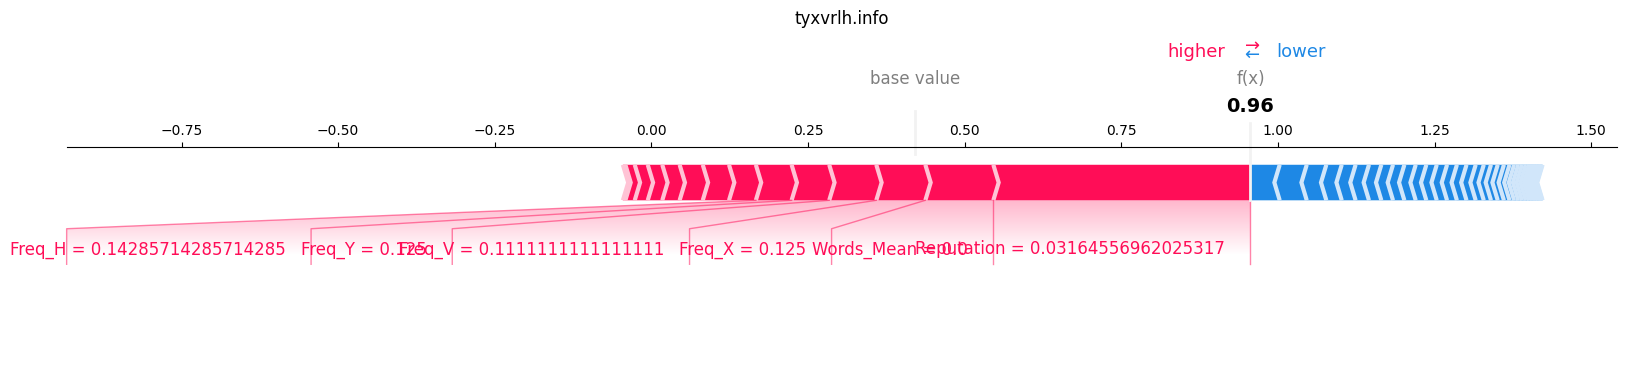 tyxvrlh.info
higher → ← lower
base value f(x)
0.96
−0.75 −0.50 −0.25 0.00 0.25 0.50 0.75 1.00 1.25 1.50
Freq_H = 0.14285714285714285 Freq_Y = 0.125 Freq_V = 0.1111111111111111 Freq_X = 0.125 Words_Mean = 0.0 Reputation = 0.03164556962025317